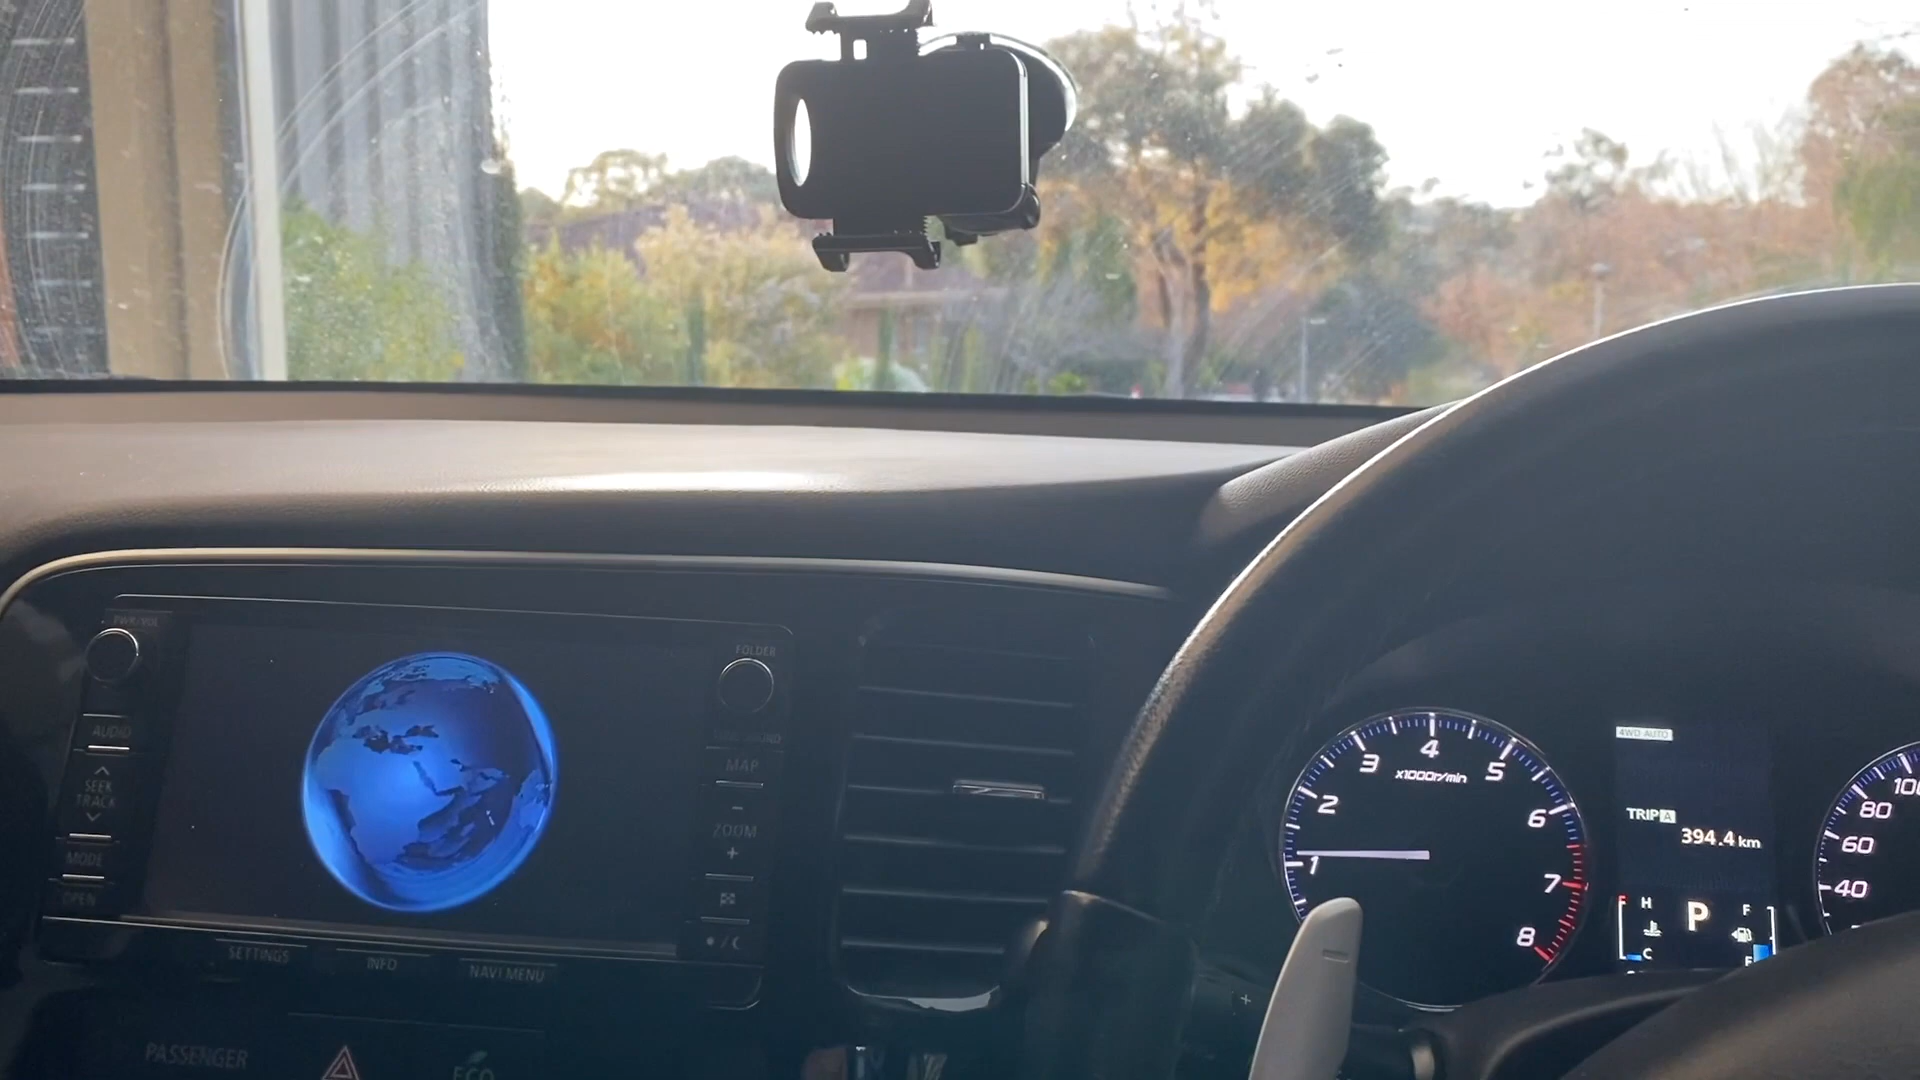 PWR/VOL
AUDIO
SEEK
TRACK
MODE
OPEN
FOLDER
MAP
-
ZOOM
+
SETTINGS
INFO
NAVI MENU
PASSENGER
ECO
+
1
2
3
4
5
6
7
8
x1000r/min
4WD AUTO
TRIP A
394.4 km
H
C
P
F
40
60
80
100